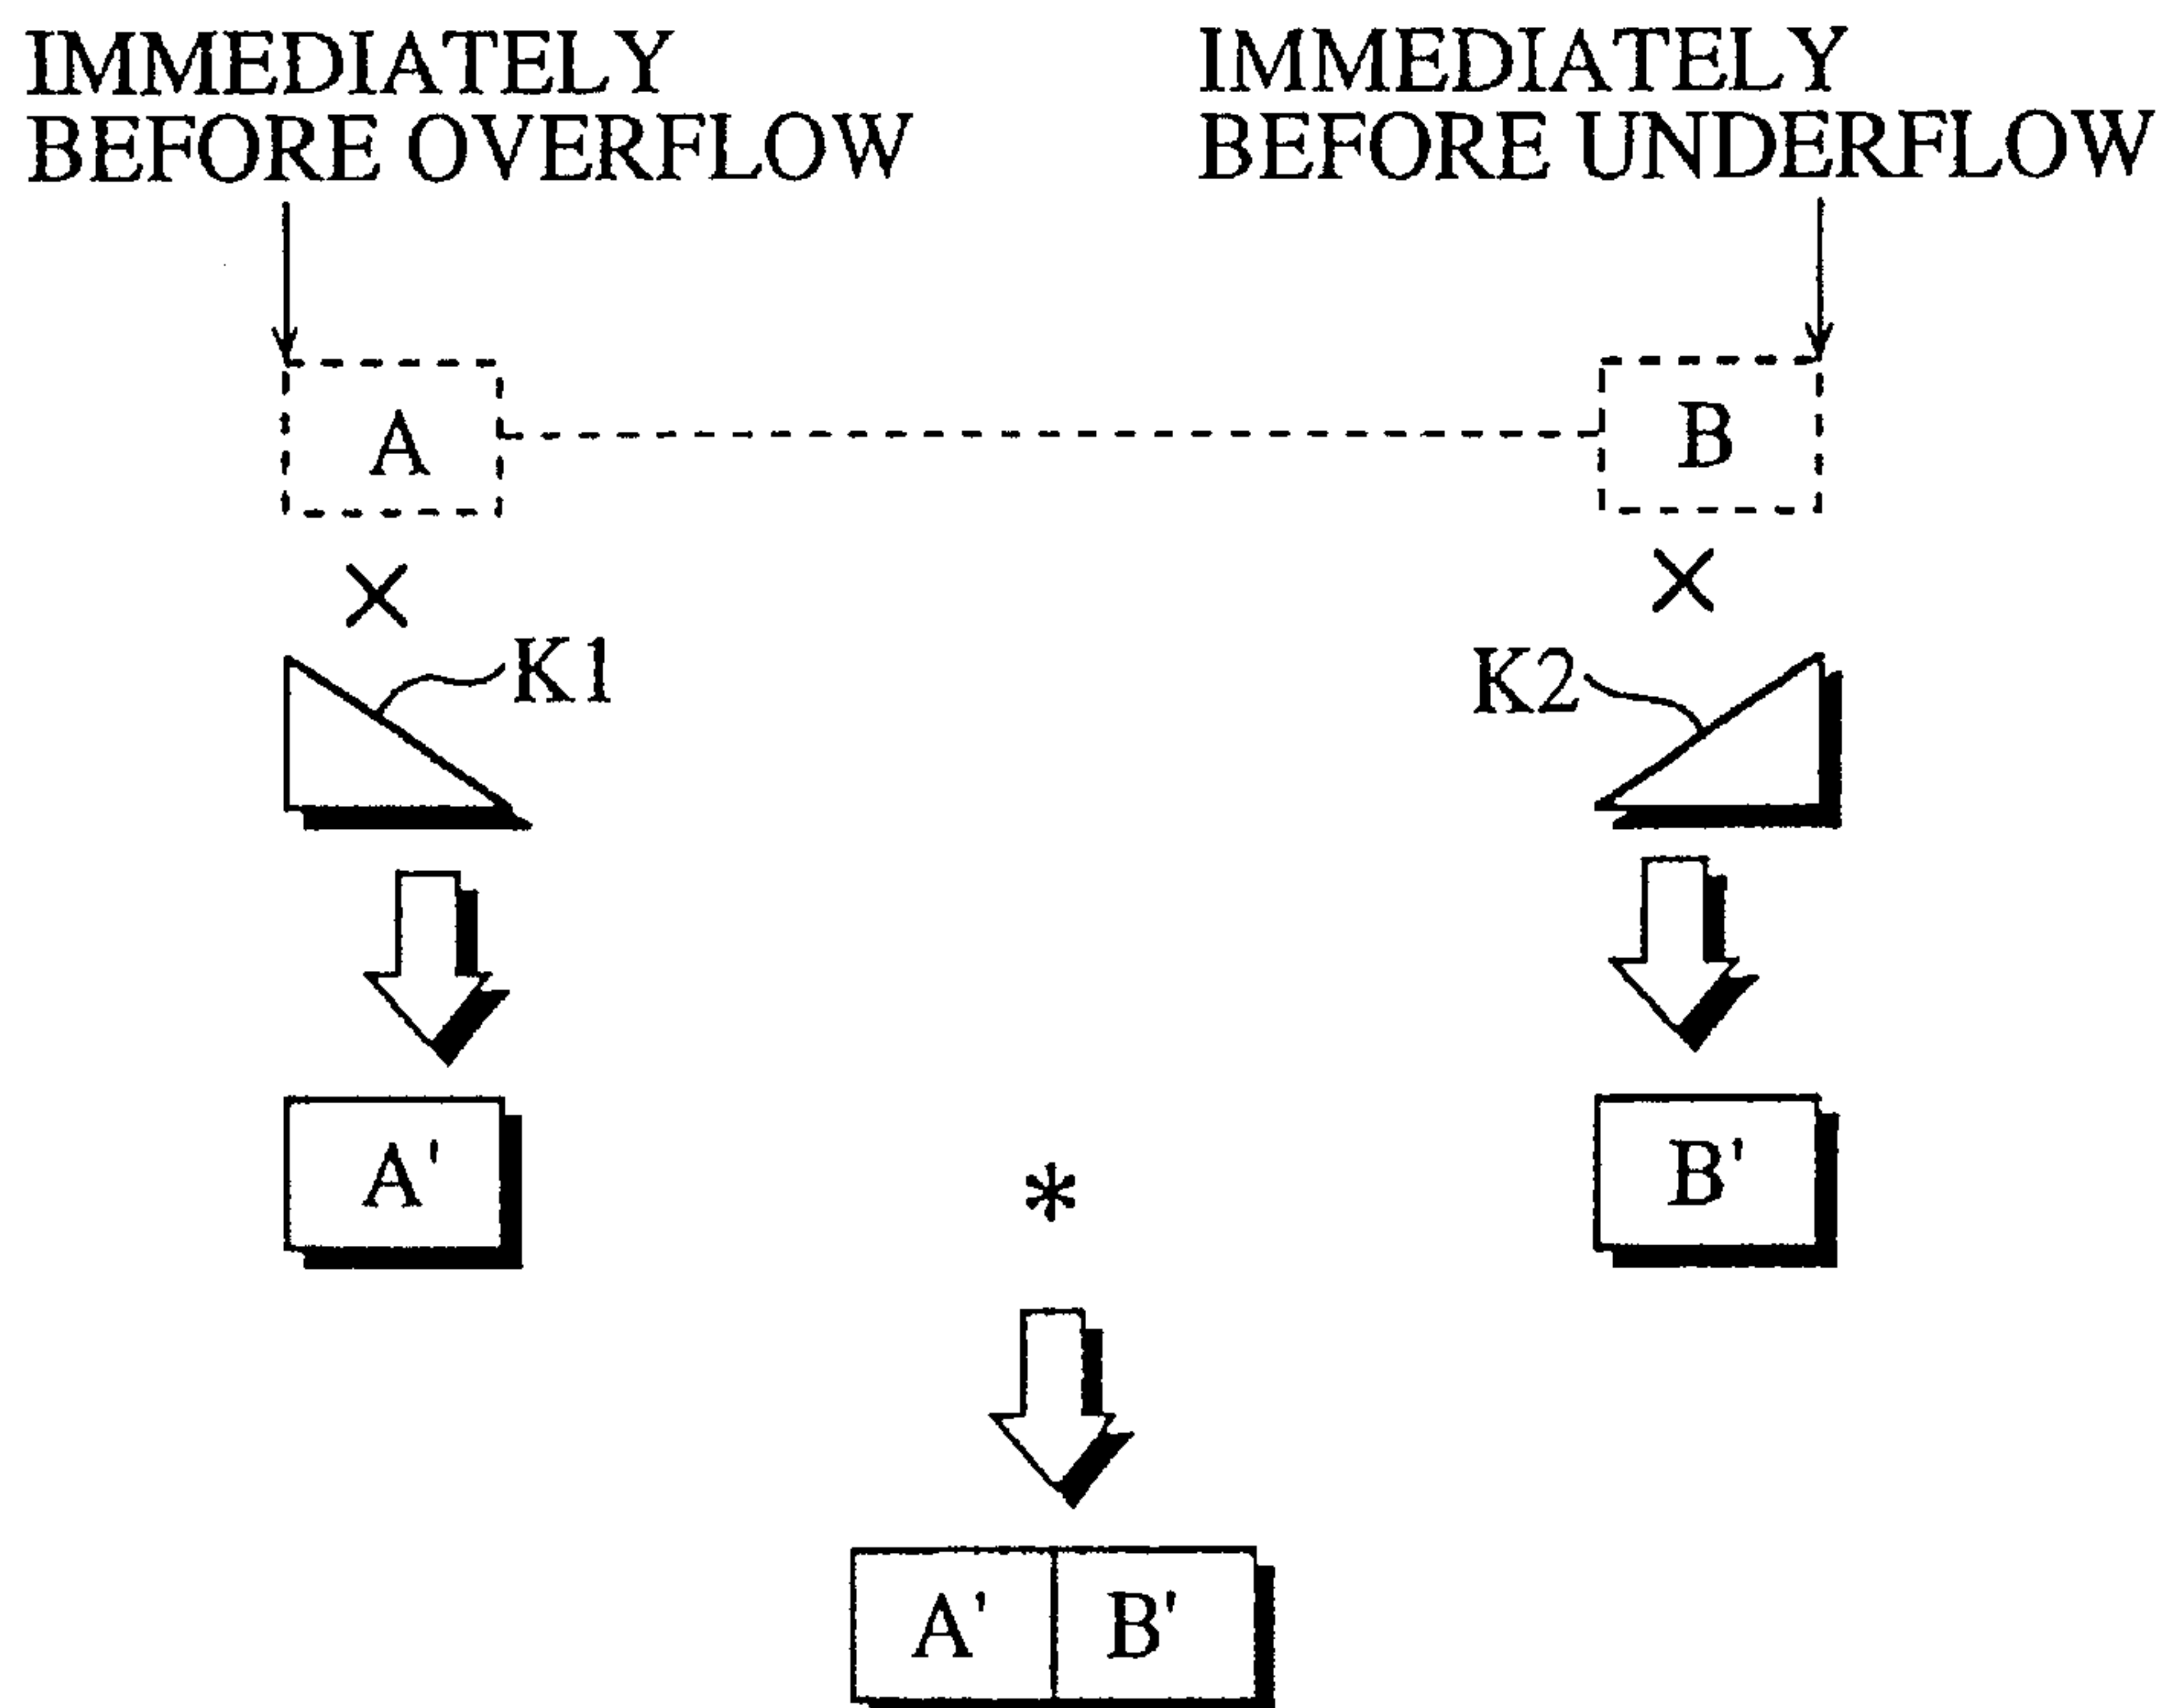 IMMEDIATELY
BEFORE OVERFLOW
IMMEDIATELY
BEFORE UNDERFLOW
A
B
×
×
K1
K2
A'
*
B'
A' B'